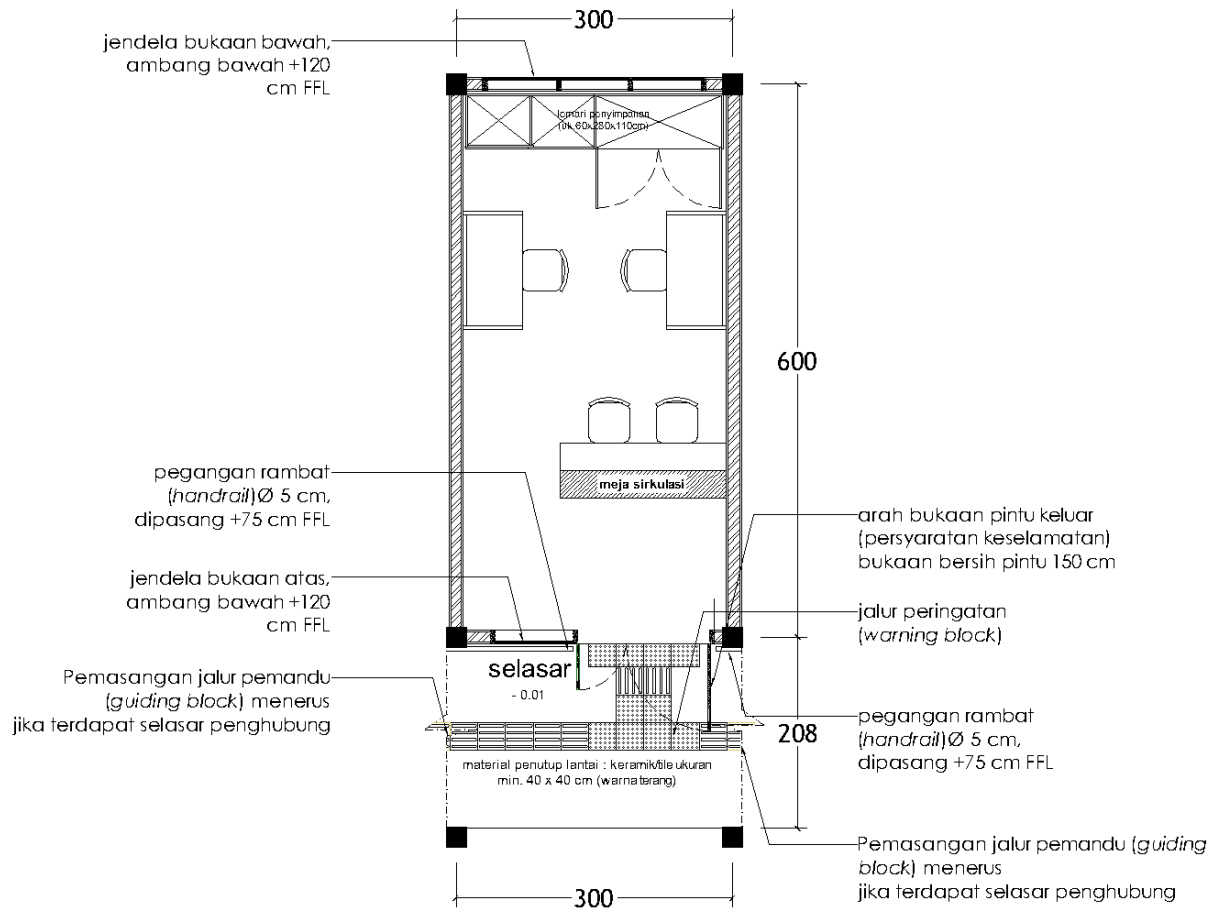 300
jendela bukaan bawah,
ambang bawah +120
cm FFL
lemari penyimpanan
(uk.60x280x110cm)
600
meja sirkulasi
pegangan rambat
(handrail)Ø 5 cm,
dipasang +75 cm FFL
arah bukaan pintu keluar
(persyaratan keselamatan)
bukaan bersih pintu 150 cm
jendela bukaan atas,
ambang bawah +120
cm FFL
jalur peringatan
(warning block)
selasar
- 0.01
Pemasangan jalur pemandu
(guiding block) menerus
jika terdapat selasar penghubung
208
pegangan rambat
(handrail)Ø 5 cm,
dipasang +75 cm FFL
material penutup lantai : keramik/tile ukuran
min. 40 x 40 cm (warna terang)
Pemasangan jalur pemandu (guiding
block) menerus
jika terdapat selasar penghubung
300